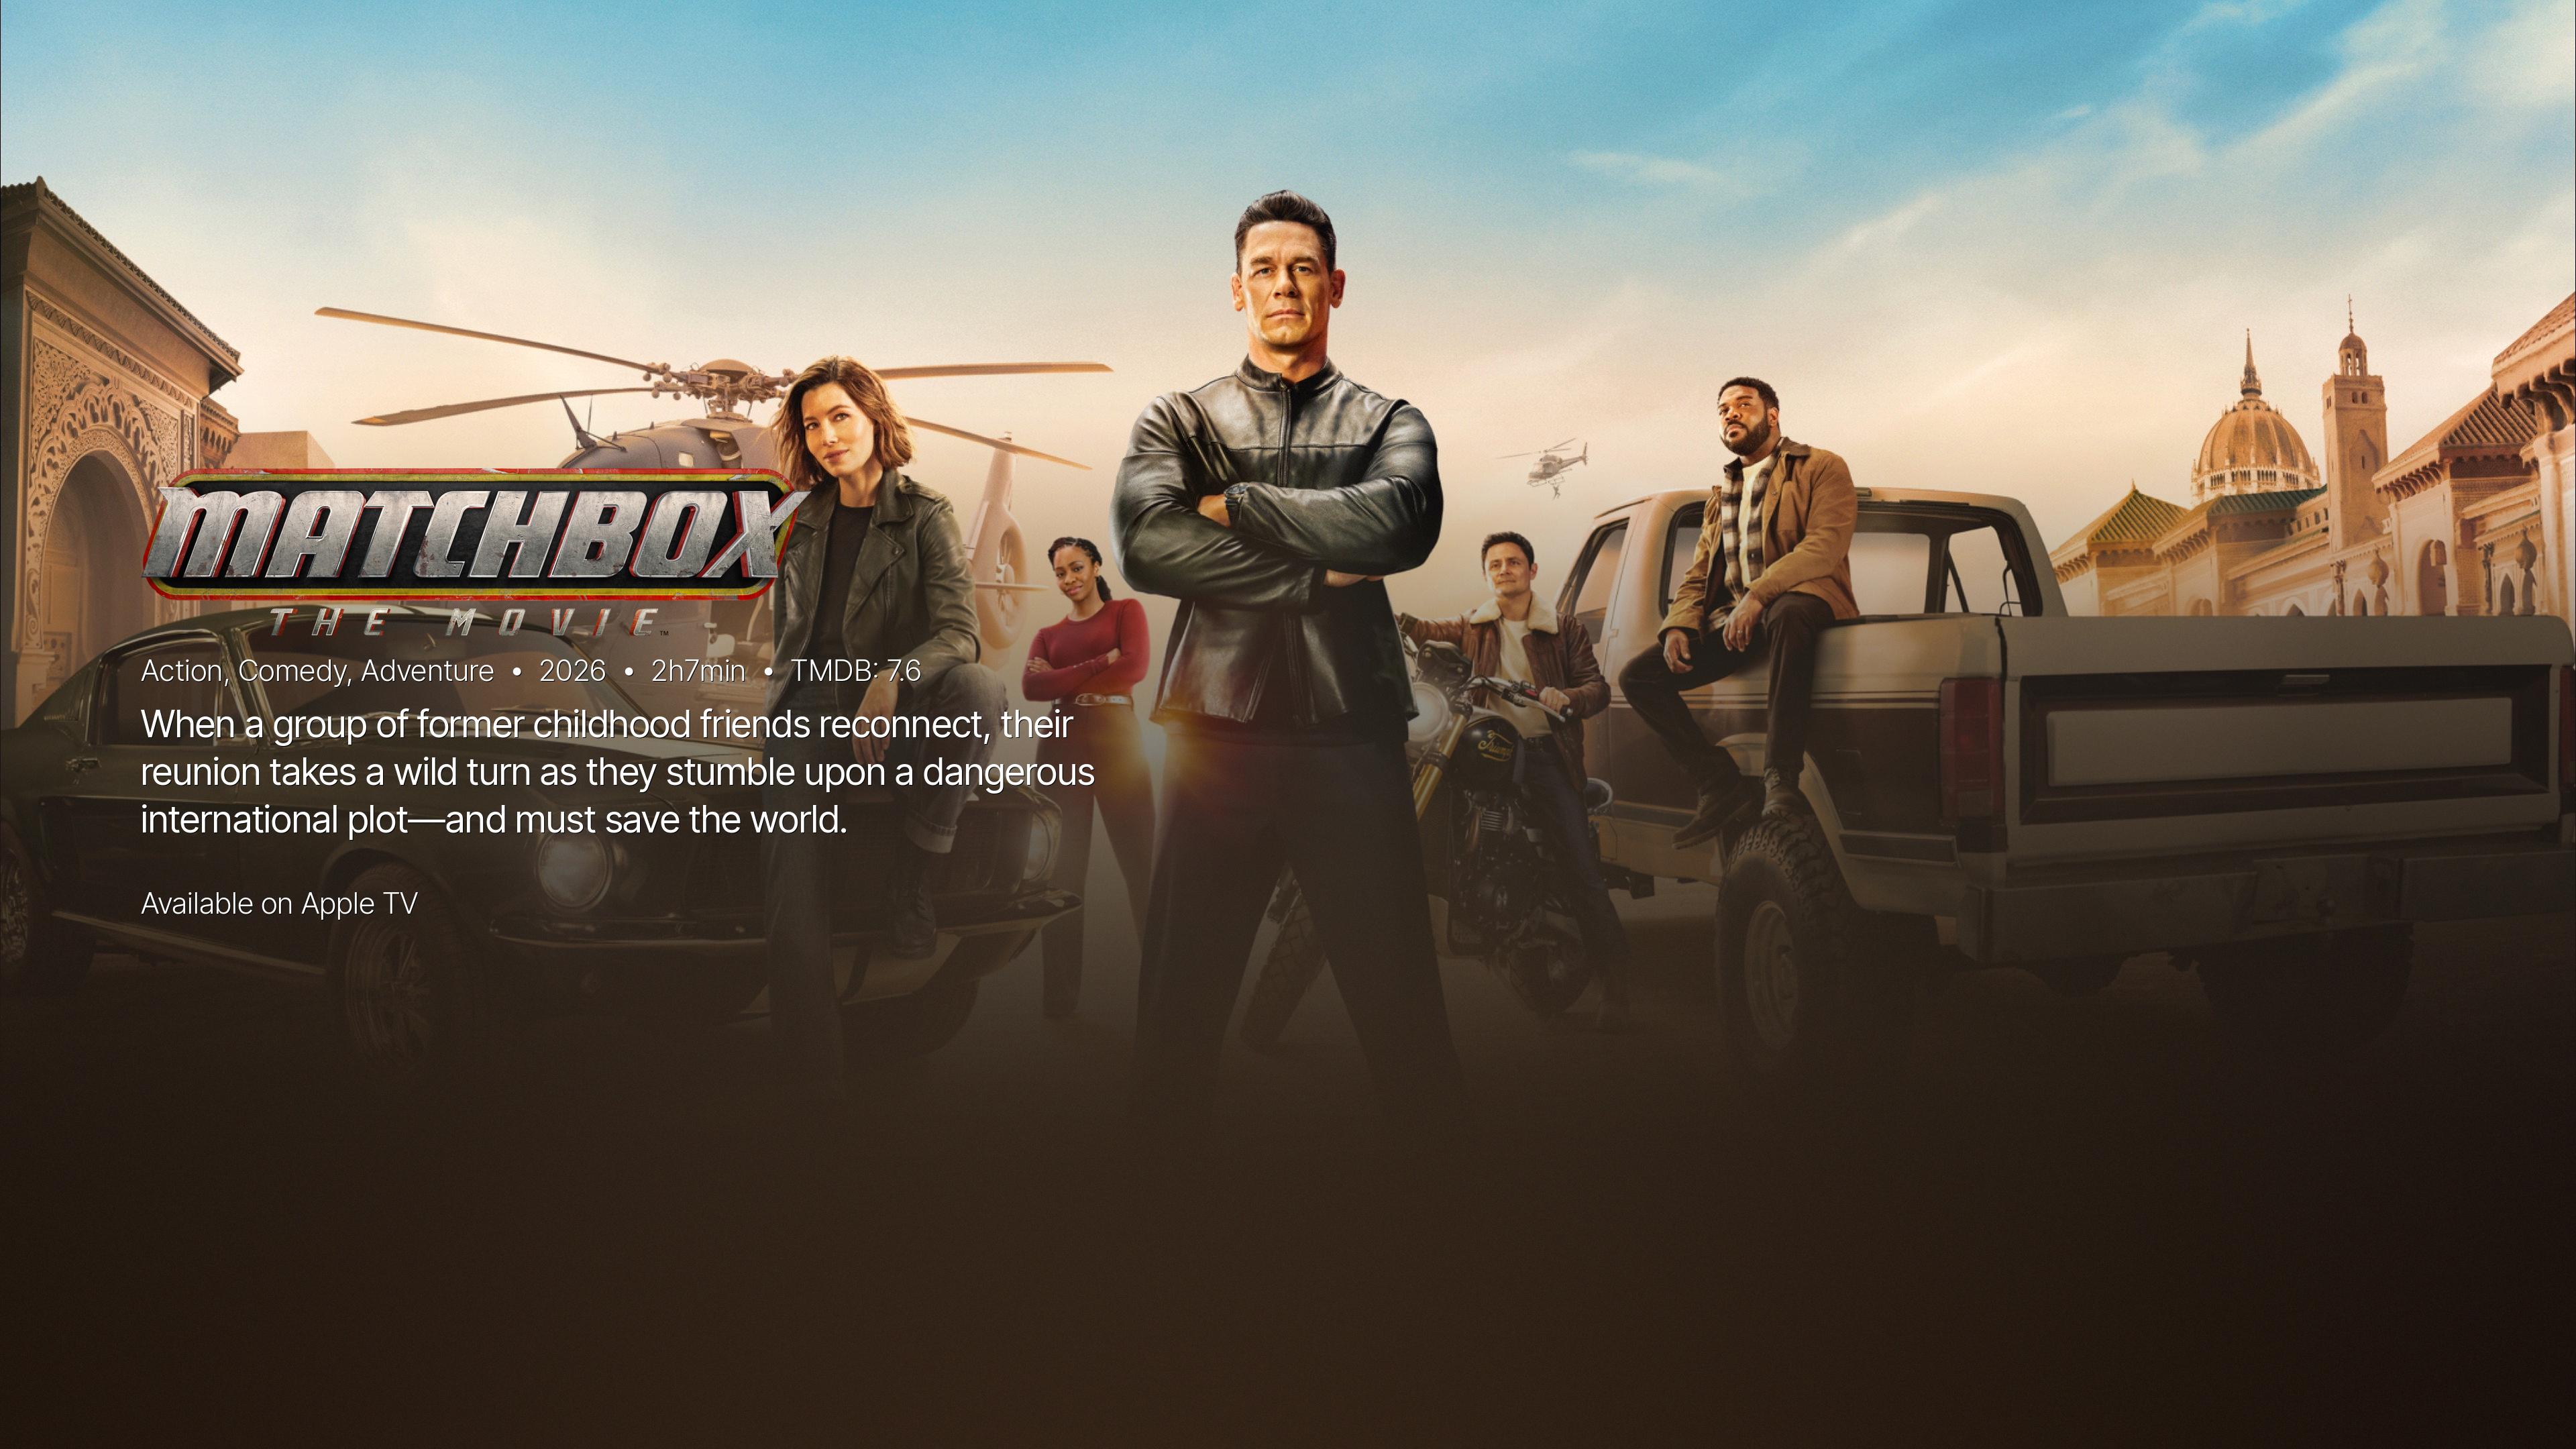 MATCHBOX
THE MOVIE™
Action, Comedy, Adventure • 2026 • 2h7min • TMDB: 7.6
When a group of former childhood friends reconnect, their
reunion takes a wild turn as they stumble upon a dangerous
international plot—and must save the world.
Available on Apple TV
Triumph